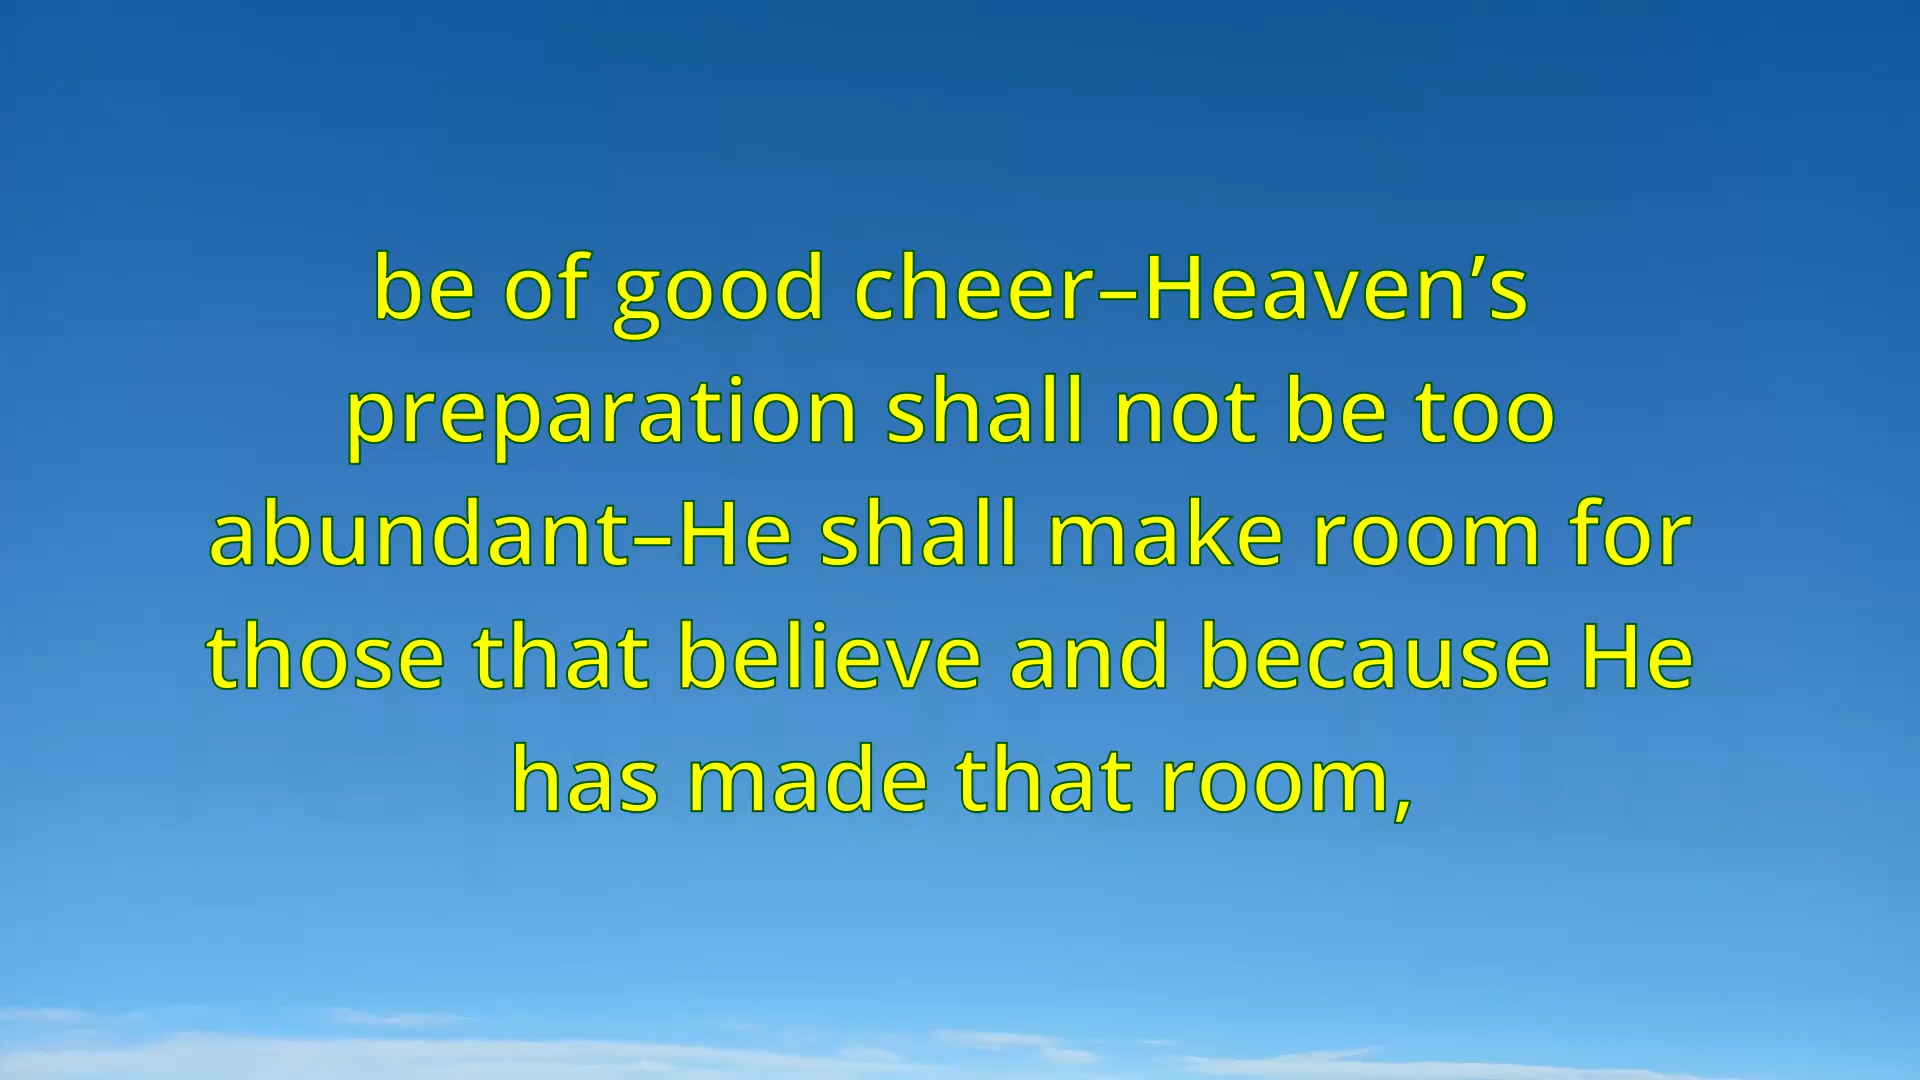 be of good cheer–Heaven’s
preparation shall not be too
abundant–He shall make room for
those that believe and because He
has made that room,